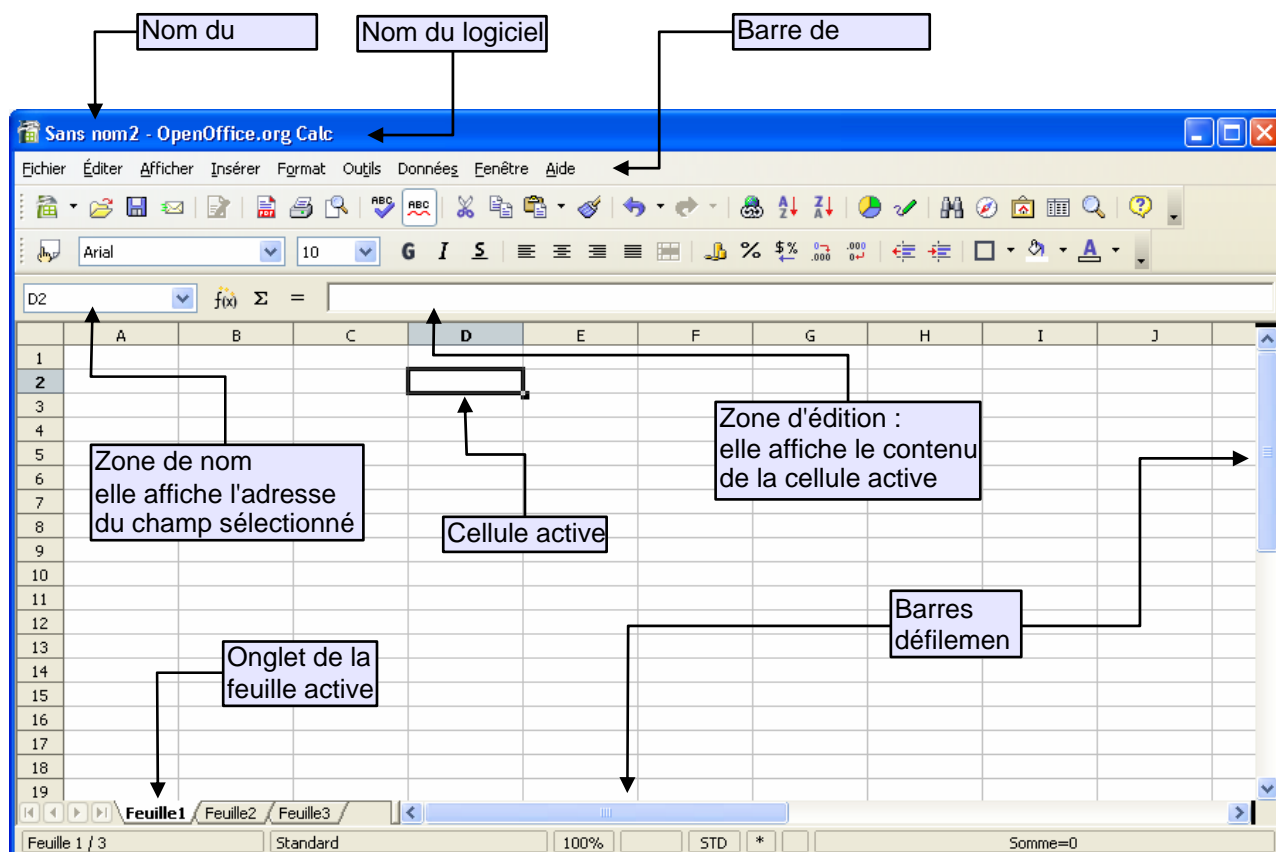 Nom du
Nom du logiciel
Barre de
Sans nom2 - OpenOffice.org Calc
Fichier Éditer Afficher Insérer Format Outils Données Fenêtre Aide
ABC ABC
Arial 10 G I S % $% .000 .000 A
D2 f(x) Σ =
A B C D E F G H I J
1
2
3
4
5
6
7
8
9
10
11
12
13
14
15
16
17
18
19
Zone d'édition :
elle affiche le contenu
de la cellule active
Zone de nom
elle affiche l'adresse
du champ sélectionné
Cellule active
Barres
défilemen
Onglet de la
feuille active
Feuille1 Feuille2 Feuille3
Feuille 1 / 3 Standard 100% STD * Somme=0